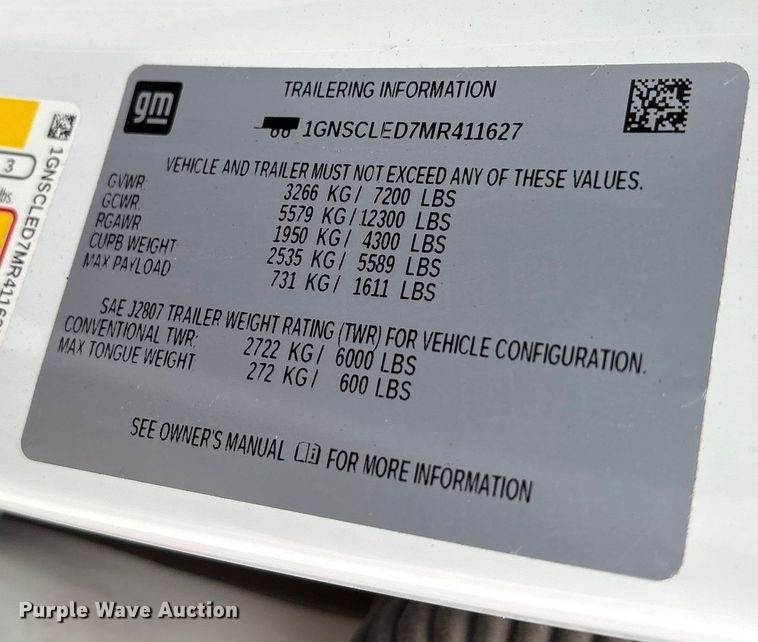 gm
TRAILERING INFORMATION
1GNSCLED7MR411627
VEHICLE AND TRAILER MUST NOT EXCEED ANY OF THESE VALUES.
GVWR 3266 KG/ 7200 LBS
GCWR 5579 KG/12300 LBS
RGAWR 1950 KG/ 4300 LBS
CURB WEIGHT 2535 KG/ 5589 LBS
MAX PAYLOAD 731 KG/ 1611 LBS
SAE J2807 TRAILER WEIGHT RATING (TWR) FOR VEHICLE CONFIGURATION.
CONVENTIONAL TWR: 2722 KG/ 6000 LBS
MAX TONGUE WEIGHT 272 KG/ 600 LBS
SEE OWNER'S MANUAL FOR MORE INFORMATION
3
lbs
1GNSCLED7MR4116
Purple Wave Auction